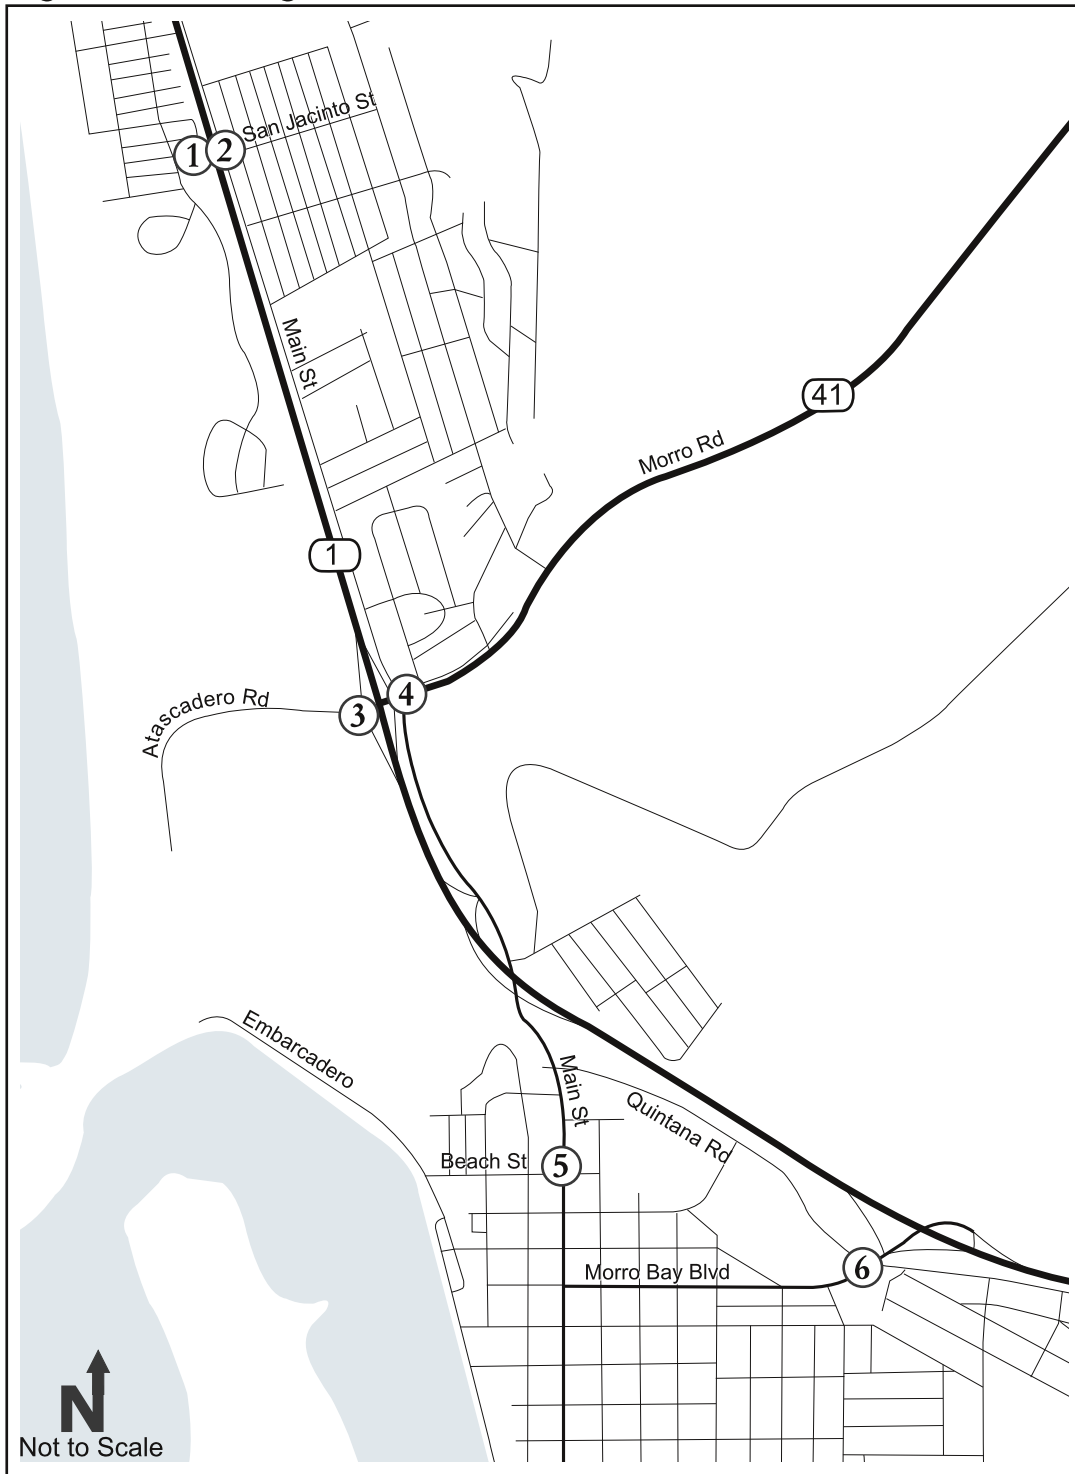 San Jacinto St
1
2
Main St
41
Morro Rd
1
Atascadero Rd
3
4
Embarcadero
Main St
Quintana Rd
Beach St
5
Morro Bay Blvd
6
N
Not to Scale